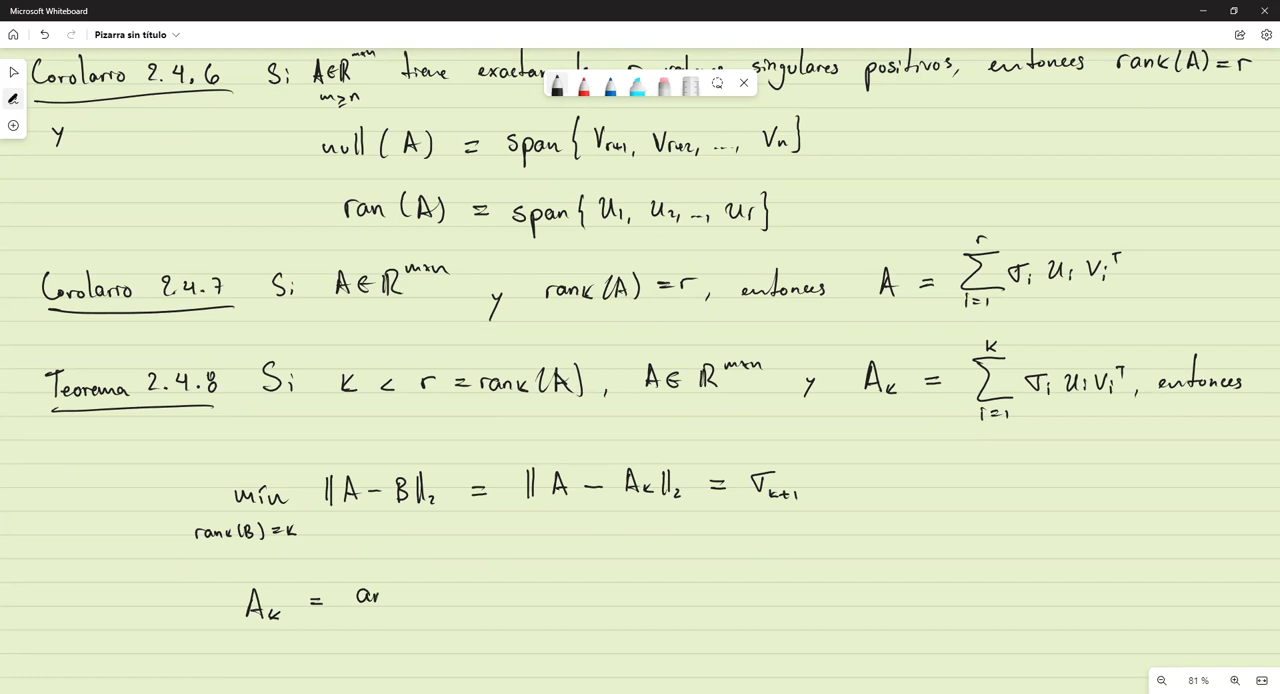 Microsoft Whiteboard
Pizarra sin título
Corolario 2.4.6 Si A∈ℝ^{m×n} tiene singulares positivos, entonces rank(A) = r
m≥n
y null(A) = span{V_{r+1}, V_{r+2}, ..., V_n}
ran(A) = span{u_1, u_2, .., u_r}
Corolario 2.4.7 Si A∈ℝ^{m×n} y rank(A) = r, entonces A = ∑_{i=1}^{r} σ_i u_i v_i^T
Teorema 2.4.8 Si k < r = rank(A), A∈ℝ^{m×n} y A_k = ∑_{i=1}^{k} σ_i u_i v_i^T, entonces
mín ‖A − B‖_2 = ‖A − A_k‖_2 = σ_{k+1}
rank(B) = k
A_k = ar
81 %